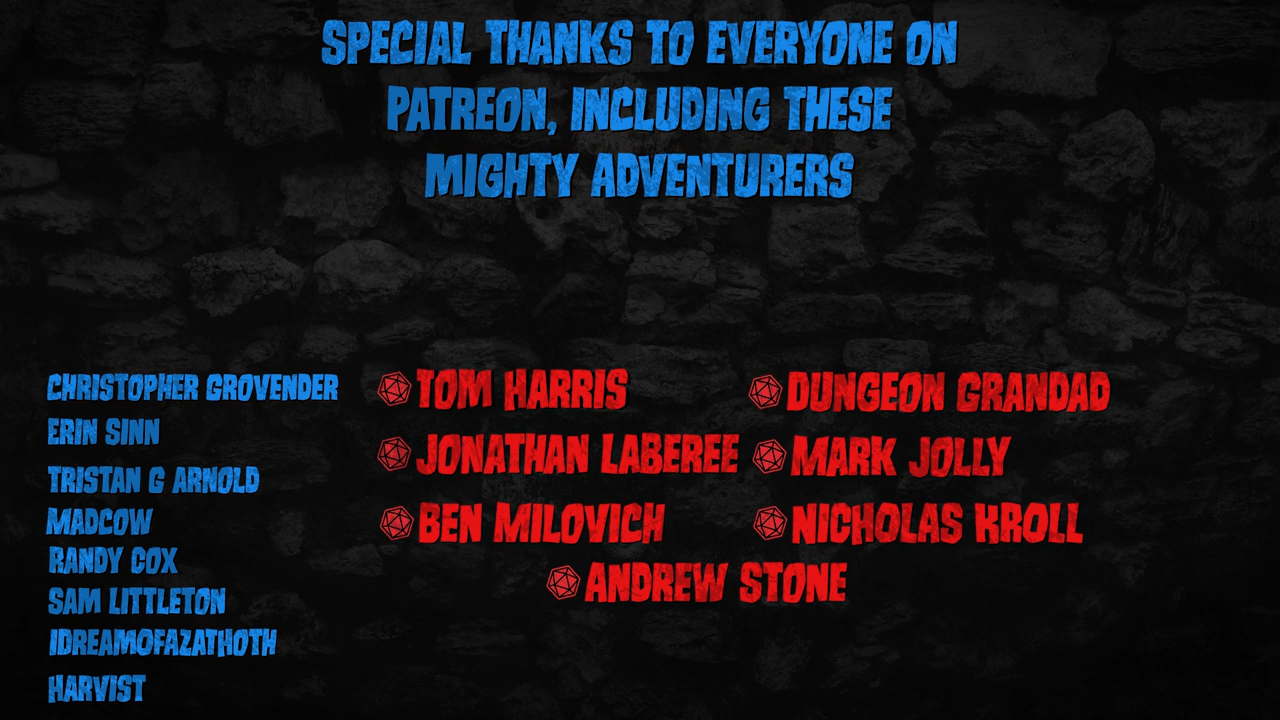 SPECIAL THANKS TO EVERYONE ON
PATREON, INCLUDING THESE
MIGHTY ADVENTURERS
CHRISTOPHER GROVENDER
ERIN SINN
TRISTAN G ARNOLD
MADCOW
RANDY COX
SAM LITTLETON
IDREAMOFAZATHOTH
HARVIST
TOM HARRIS
JONATHAN LABEREE
BEN MILOVICH
DUNGEON GRANDAD
MARK JOLLY
NICHOLAS KROLL
ANDREW STONE